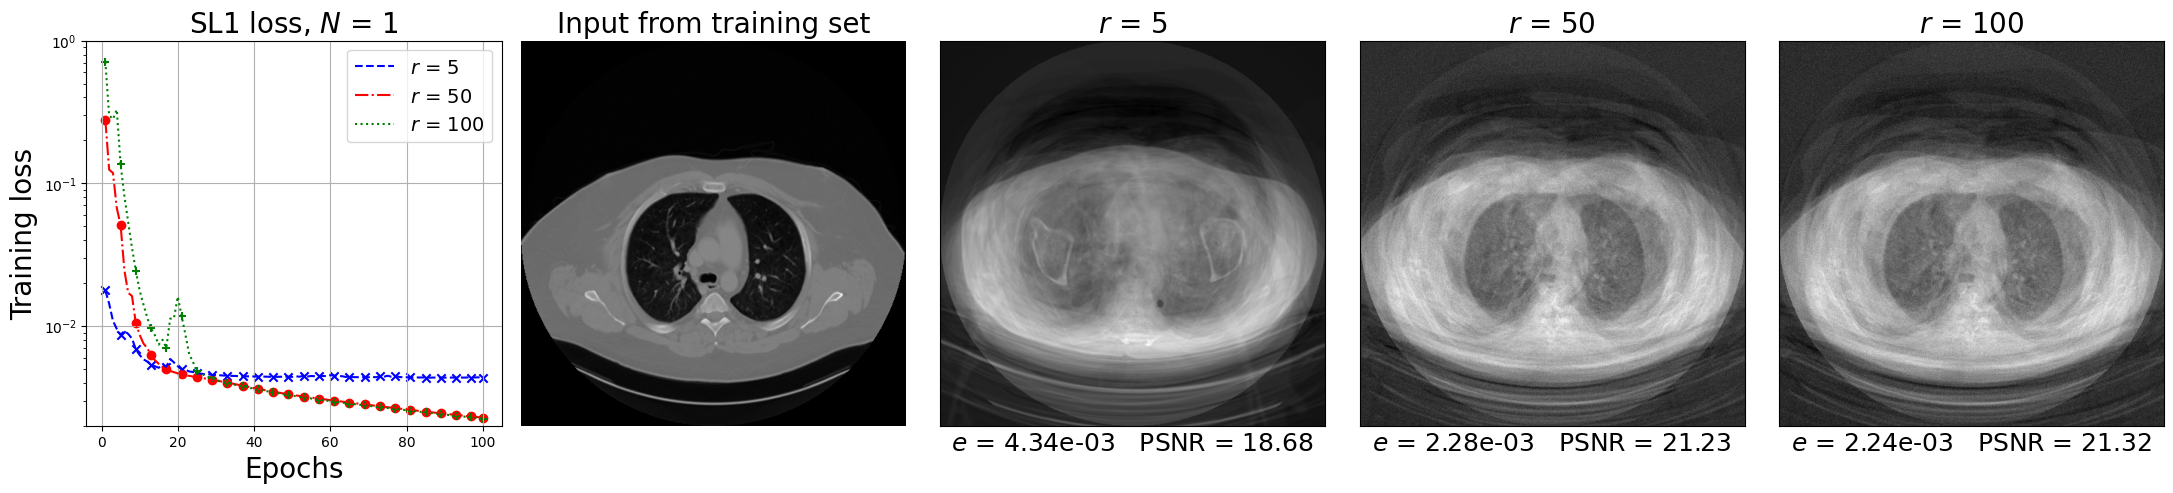 SL1 loss, N = 1
Training loss
10⁰
10⁻¹
10⁻²
0 20 40 60 80 100
Epochs
r = 5
r = 50
r = 100
Input from training set
r = 5
e = 4.34e-03 PSNR = 18.68
r = 50
e = 2.28e-03 PSNR = 21.23
r = 100
e = 2.24e-03 PSNR = 21.32